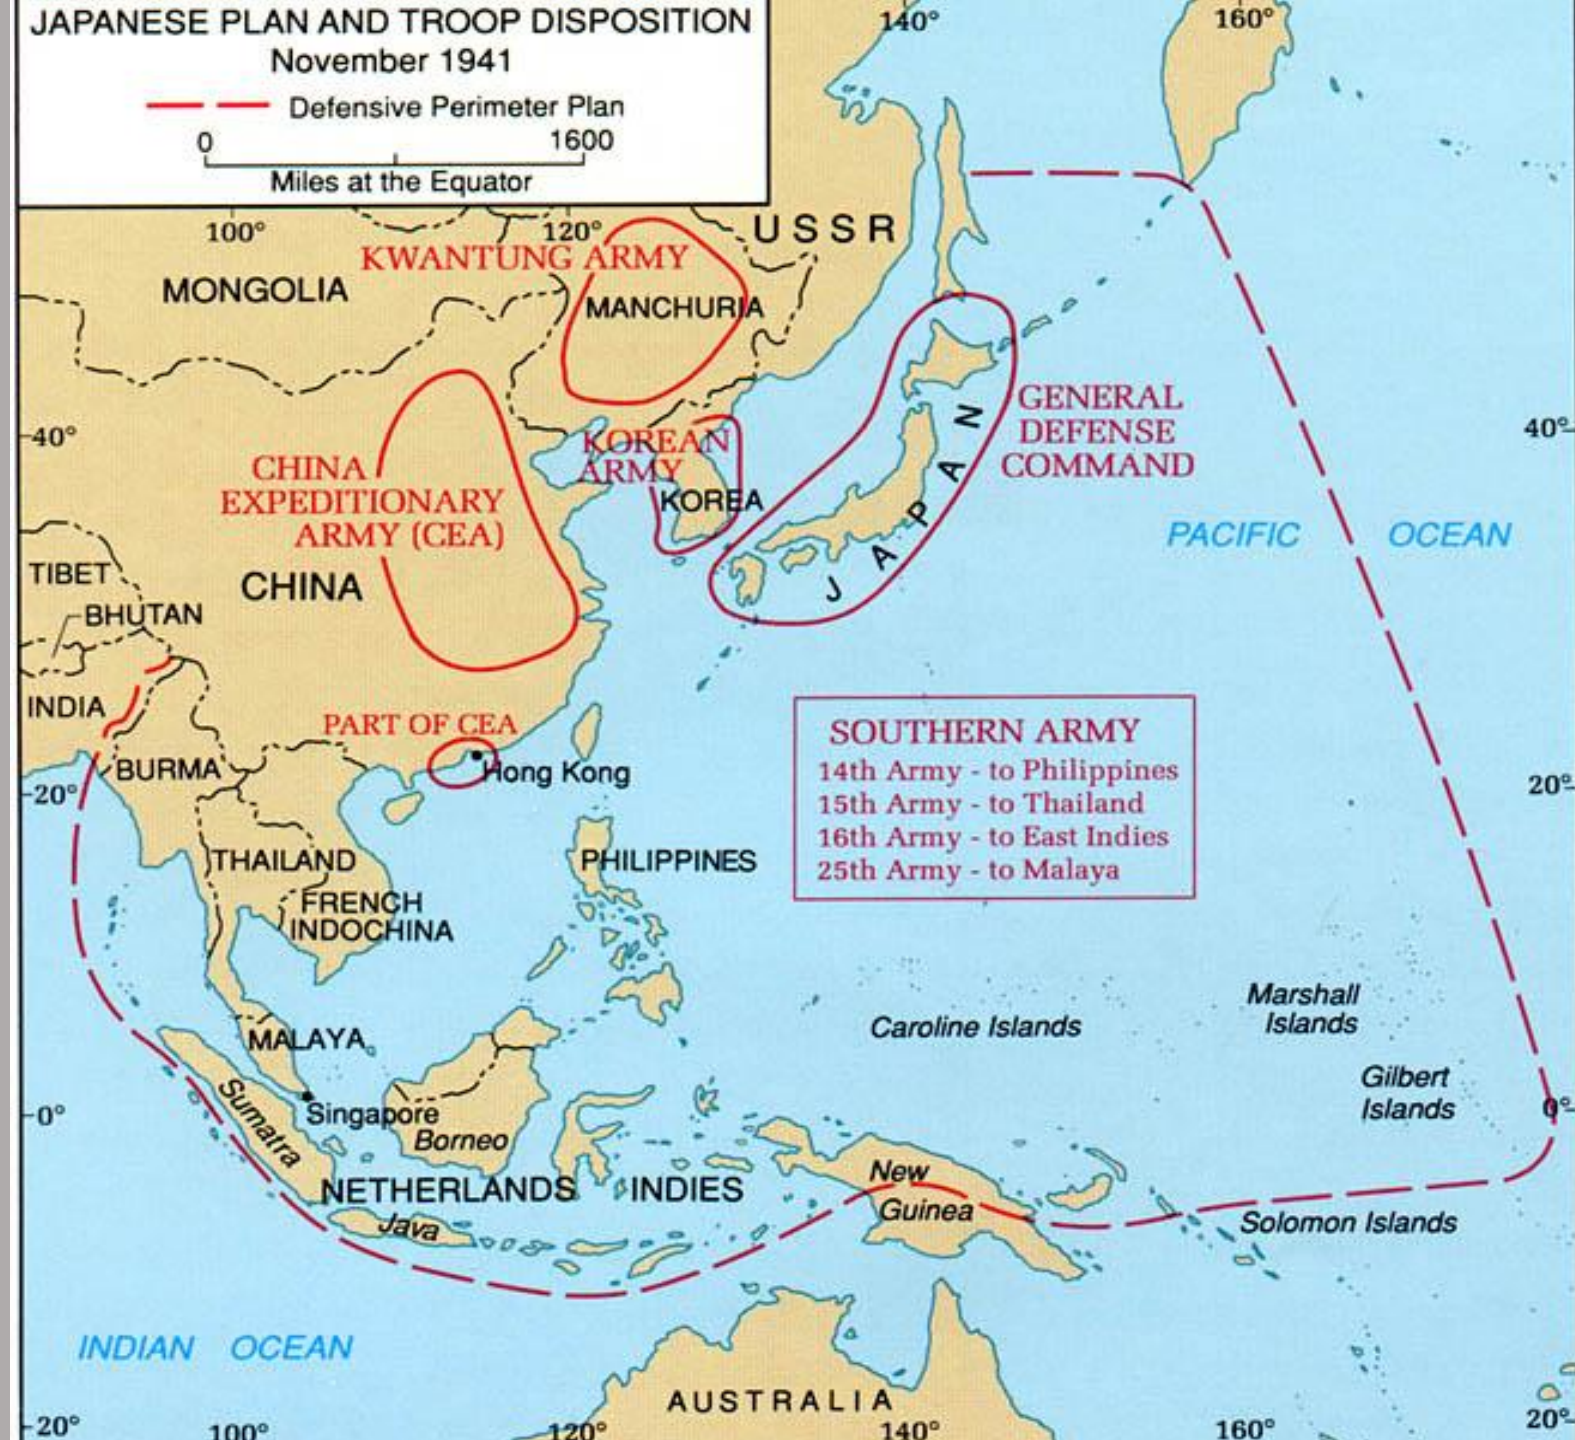 JAPANESE PLAN AND TROOP DISPOSITION
November 1941
Defensive Perimeter Plan
0 1600
Miles at the Equator
140° 160°
100° 120°
USSR
KWANTUNG ARMY
MONGOLIA
MANCHURIA
GENERAL
DEFENSE
COMMAND
40° 40°
KOREAN
ARMY
KOREA
JAPAN
CHINA
EXPEDITIONARY
ARMY (CEA)
PACIFIC OCEAN
TIBET
CHINA
BHUTAN
INDIA
PART OF CEA
Hong Kong
BURMA
SOUTHERN ARMY
14th Army - to Philippines
15th Army - to Thailand
16th Army - to East Indies
25th Army - to Malaya
20° 20°
THAILAND
PHILIPPINES
FRENCH
INDOCHINA
Marshall
Islands
Caroline Islands
MALAYA
Gilbert
Islands
0° 0°
Singapore
Sumatra
Borneo
New
Guinea
NETHERLANDS INDIES
Java
Solomon Islands
INDIAN OCEAN
AUSTRALIA
20° 20°
100° 120° 140° 160°